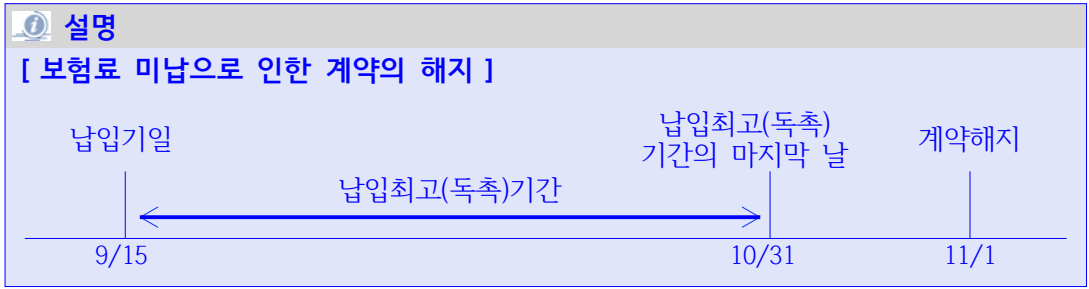 설명
[ 보험료 미납으로 인한 계약의 해지 ]
납입기일
납입최고(독촉)
기간의 마지막 날
계약해지
납입최고(독촉)기간
9/15
10/31
11/1